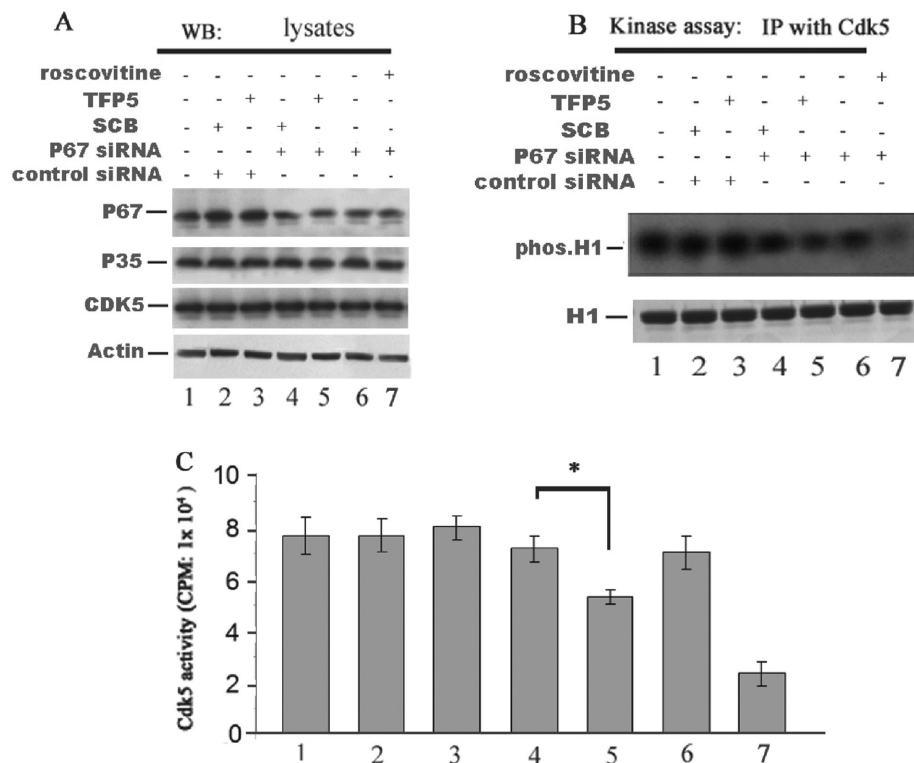 A
WB: lysates
roscovitine - - - - - - +
TFP5 - - + - + - -
SCB - + - + - - -
P67 siRNA - - - + + + +
control siRNA - + + - - - -
P67
P35
CDK5
Actin
1 2 3 4 5 6 7
B
Kinase assay: IP with Cdk5
roscovitine - - - - - - +
TFP5 - - + - + - -
SCB - + - + - - -
P67 siRNA - - - + + + +
control siRNA - + + - - - -
phos.H1
H1
1 2 3 4 5 6 7
C
Cdk5 activity (CPM: 1x 10⁴)
10
8
6
4
2
0
*
1 2 3 4 5 6 7